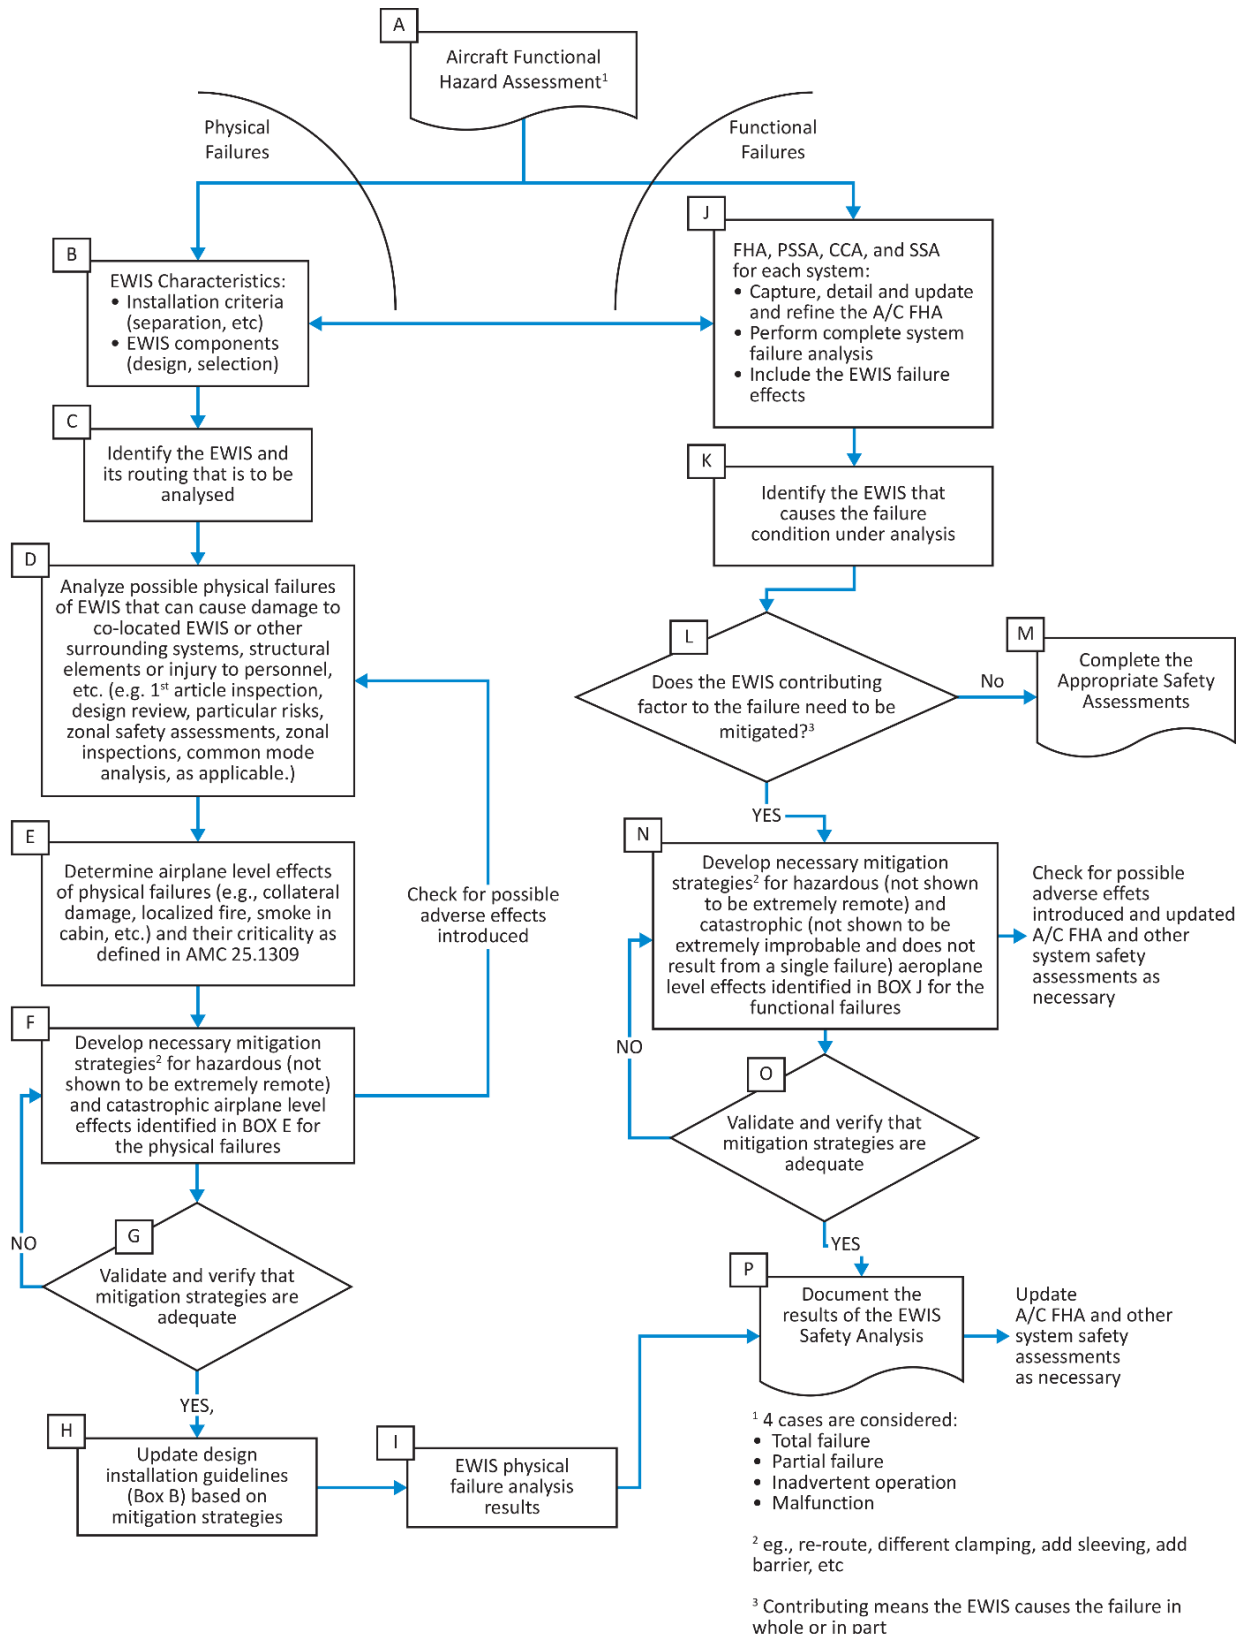 A
Aircraft Functional
Hazard Assessment¹
Physical
Failures
Functional
Failures
B
EWIS Characteristics:
• Installation criteria
(separation, etc)
• EWIS components
(design, selection)
J
FHA, PSSA, CCA, and SSA
for each system:
• Capture, detail and update
and refine the A/C FHA
• Perform complete system
failure analysis
• Include the EWIS failure
effects
C
Identify the EWIS and
its routing that is to be
analysed
K
Identify the EWIS that
causes the failure
condition under analysis
D
Analyze possible physical failures
of EWIS that can cause damage to
co-located EWIS or other
surrounding systems, structural
elements or injury to personnel,
etc. (e.g. 1st article inspection,
design review, particular risks,
zonal safety assessments, zonal
inspections, common mode
analysis, as applicable.)
L
Does the EWIS contributing
factor to the failure need to be
mitigated?³
No
M
Complete the
Appropriate Safety
Assessments
YES
E
Determine airplane level effects
of physical failures (e.g., collateral
damage, localized fire, smoke in
cabin, etc.) and their criticality as
defined in AMC 25.1309
Check for possible
adverse effects
introduced
N
Develop necessary mitigation
strategies² for hazardous (not shown
to be extremely remote) and
catastrophic (not shown to be
extremely improbable and does not
result from a single failure) aeroplane
level effects identified in BOX J for the
functional failures
Check for possible
adverse effets
introduced and updated
A/C FHA and other
system safety
assessments as
necessary
F
Develop necessary mitigation
strategies² for hazardous (not
shown to be extremely remote)
and catastrophic airplane level
effects identified in BOX E for
the physical failures
NO
O
Validate and verify that
mitigation strategies are
adequate
NO
G
Validate and verify that
mitigation strategies are
adequate
YES
P
Document the
results of the EWIS
Safety Analysis
Update
A/C FHA and other
system safety
assessments
as necessary
YES,
H
Update design
installation guidelines
(Box B) based on
mitigation strategies
I
EWIS physical
failure analysis
results
¹ 4 cases are considered:
• Total failure
• Partial failure
• Inadvertent operation
• Malfunction
² eg., re-route, different clamping, add sleeving, add
barrier, etc
³ Contributing means the EWIS causes the failure in
whole or in part